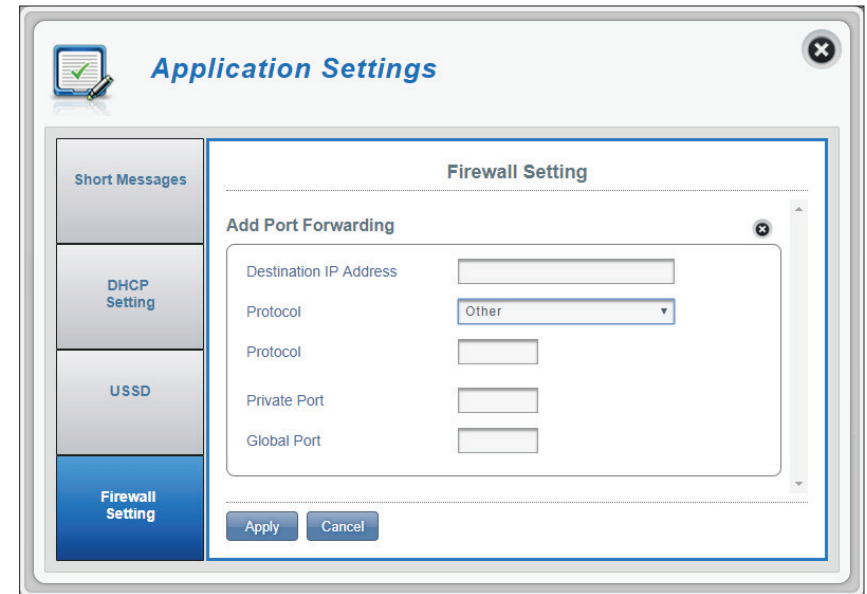 Application Settings
Short Messages
DHCP
Setting
USSD
Firewall
Setting
Firewall Setting
Add Port Forwarding
Destination IP Address
Protocol
Other
Protocol
Private Port
Global Port
Apply
Cancel